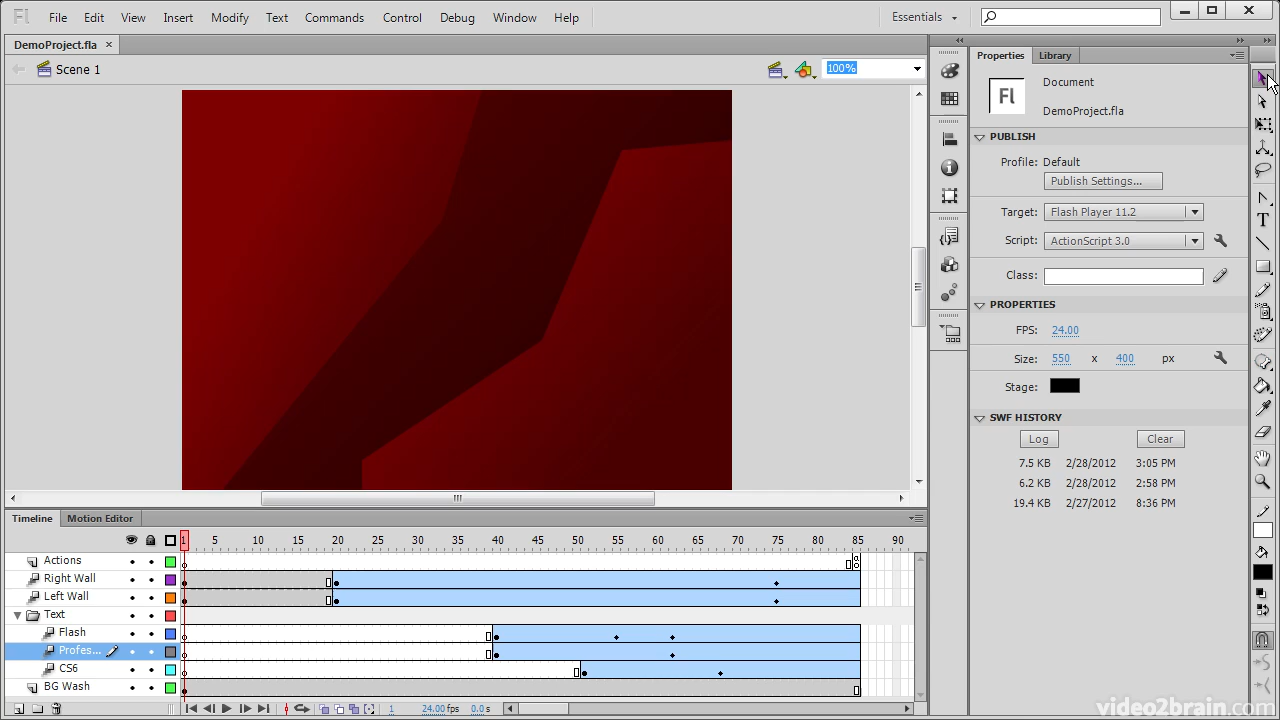 Fl File Edit View Insert Modify Text Commands Control Debug Window Help Essentials
DemoProject.fla ×
Scene 1 100%
Properties Library
Fl Document
DemoProject.fla
PUBLISH
Profile: Default
Publish Settings...
Target: Flash Player 11.2
Script: ActionScript 3.0
Class:
PROPERTIES
FPS: 24.00
Size: 550 x 400 px
Stage:
SWF HISTORY
Log Clear
7.5 KB 2/28/2012 3:05 PM
6.2 KB 2/28/2012 2:58 PM
19.4 KB 2/27/2012 8:36 PM
Timeline Motion Editor
1 5 10 15 20 25 30 35 40 45 50 55 60 65 70 75 80 85 90
Actions
Right Wall
Left Wall
Text
Flash
Profes...
CS6
BG Wash
1 24.00 fps 0.0 s
video2brain.com